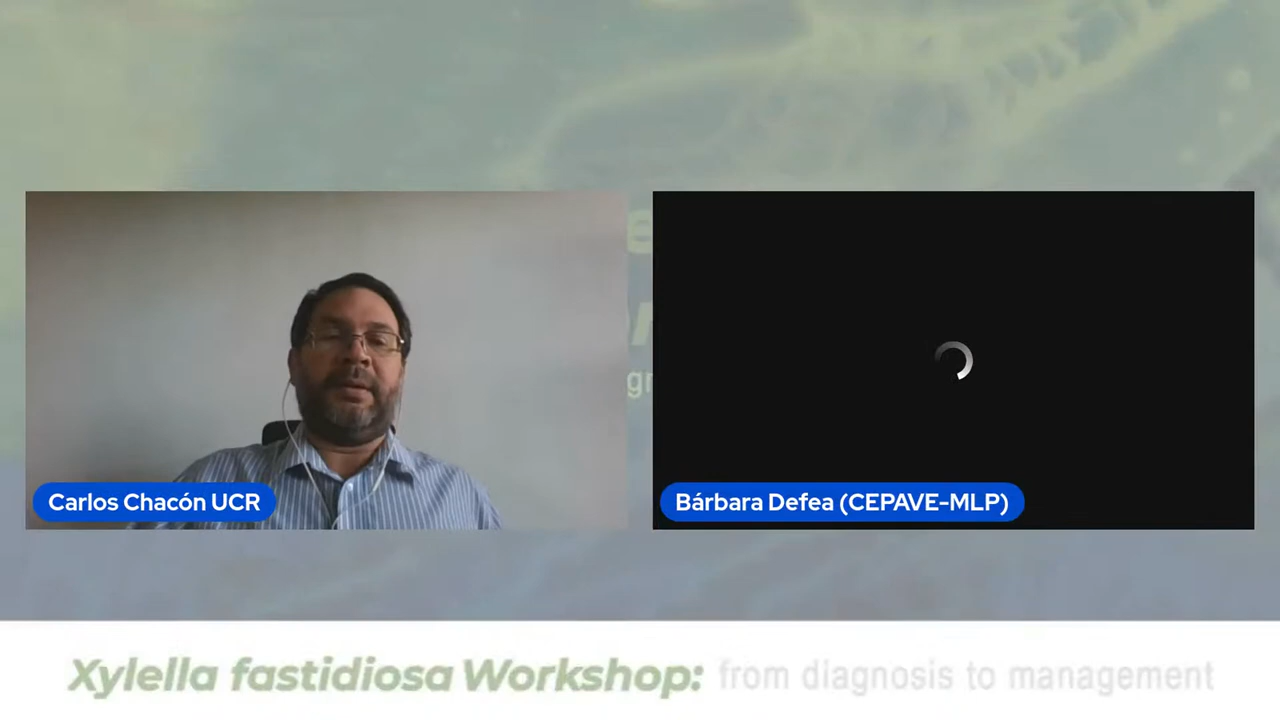 Carlos Chacón UCR
Bárbara Defea (CEPAVE-MLP)
Xylella fastidiosa Workshop: from diagnosis to management